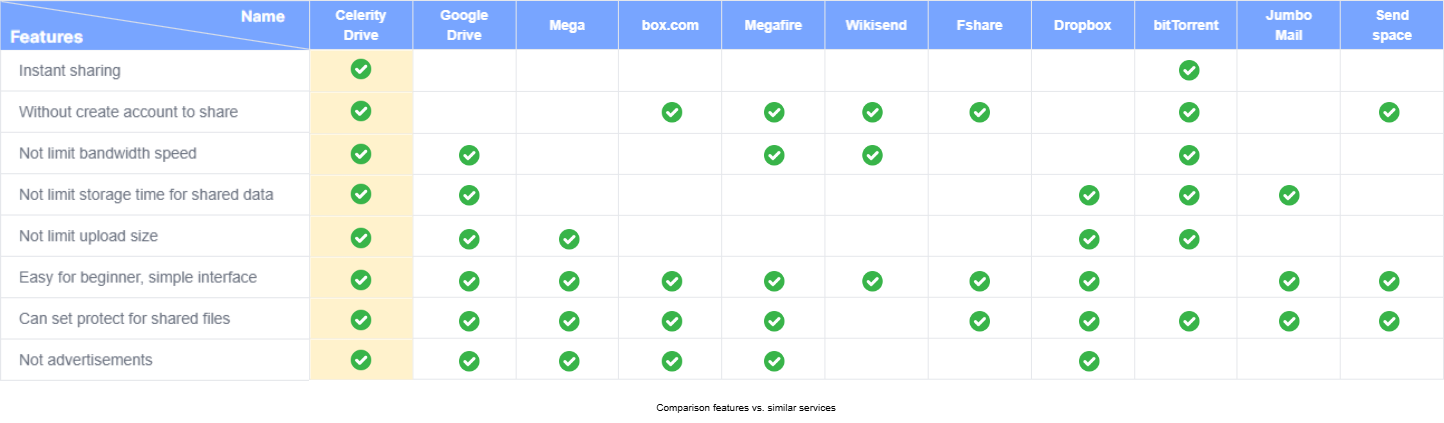 Name
Features
Celerity
Drive
Google
Drive
Mega
box.com
Megafire
Wikisend
Fshare
Dropbox
bitTorrent
Jumbo
Mail
Send
space
Instant sharing
Without create account to share
Not limit bandwidth speed
Not limit storage time for shared data
Not limit upload size
Easy for beginner, simple interface
Can set protect for shared files
Not advertisements
Comparison features vs. similar services